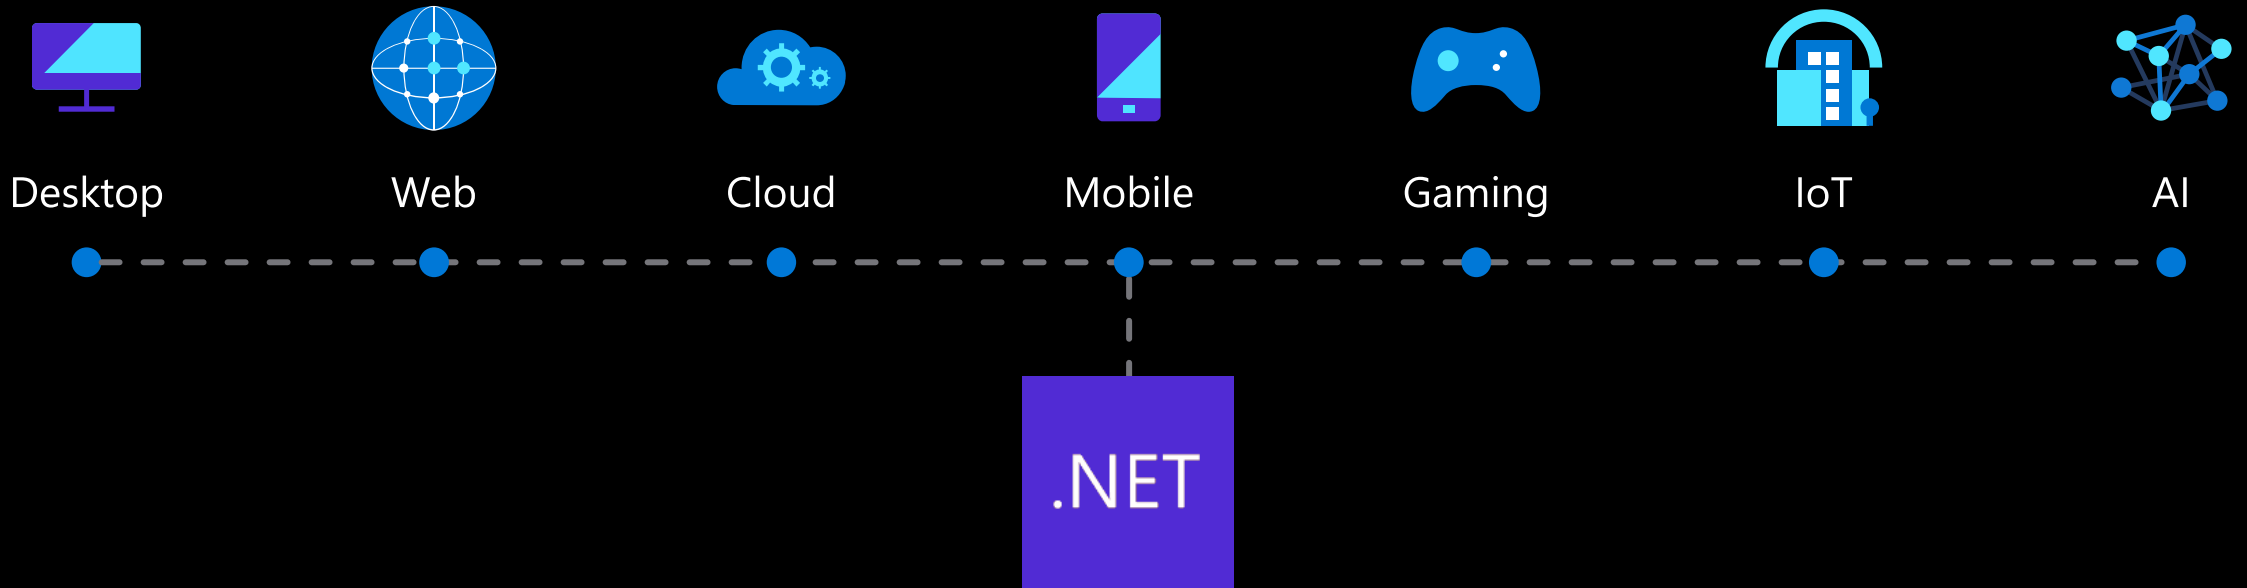 Desktop
Web
Cloud
Mobile
Gaming
IoT
AI
.NET